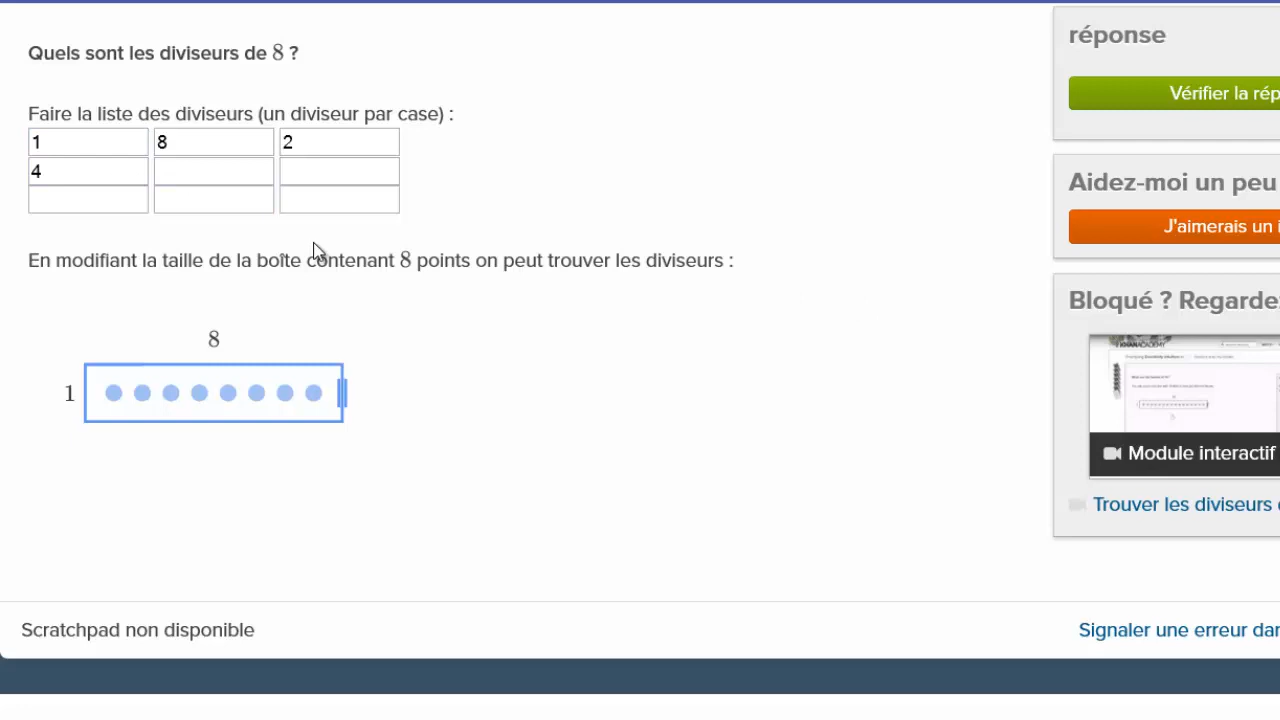 Quels sont les diviseurs de 8 ?
Faire la liste des diviseurs (un diviseur par case) :
1 8 2
4
En modifiant la taille de la boîte contenant 8 points on peut trouver les diviseurs :
8
1
Scratchpad non disponible
réponse
Vérifier la rép
Aidez-moi un peu
J'aimerais un i
Bloqué ? Regardez
KHANACADEMY
Module interactif
Trouver les diviseurs d
Signaler une erreur dan